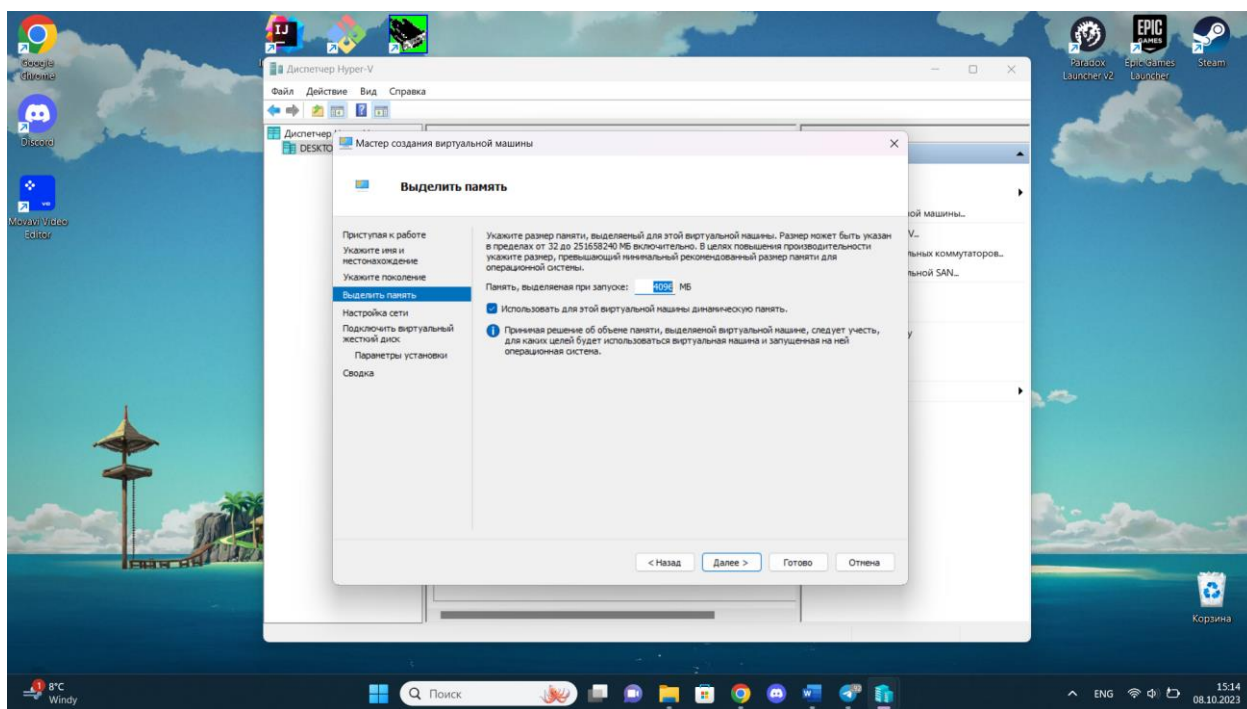 Google
Chrome
Discord
Movavi Video
Editor
IJ
Paradox
Launcher v2
EPIC
GAMES
Epic Games
Launcher
Steam
Диспетчер Hyper-V
Файл Действие Вид Справка
Диспетчер
DESKTO
Мастер создания виртуальной машины
Выделить память
Приступая к работе
Укажите имя и
местонахождение
Укажите поколение
Выделить память
Настройка сети
Подключить виртуальный
жесткий диск
Параметры установки
Сводка
Укажите размер памяти, выделяемый для этой виртуальной машины. Размер может быть указан
в пределах от 32 до 251658240 МБ включительно. В целях повышения производительности
укажите размер, превышающий минимальный рекомендованный размер памяти для
операционной системы.
Память, выделяемая при запуске: 4096 МБ
Использовать для этой виртуальной машины динамическую память.
Принимая решение об объеме памяти, выделяемой виртуальной машине, следует учесть,
для каких целей будет использоваться виртуальная машина и запущенная на ней
операционная система.
< Назад Далее > Готово Отмена
ой машины...
V...
льных коммутаторов...
льной SAN...
у
Корзина
1
8°C
Windy
Поиск
ENG
15:14
08.10.2023